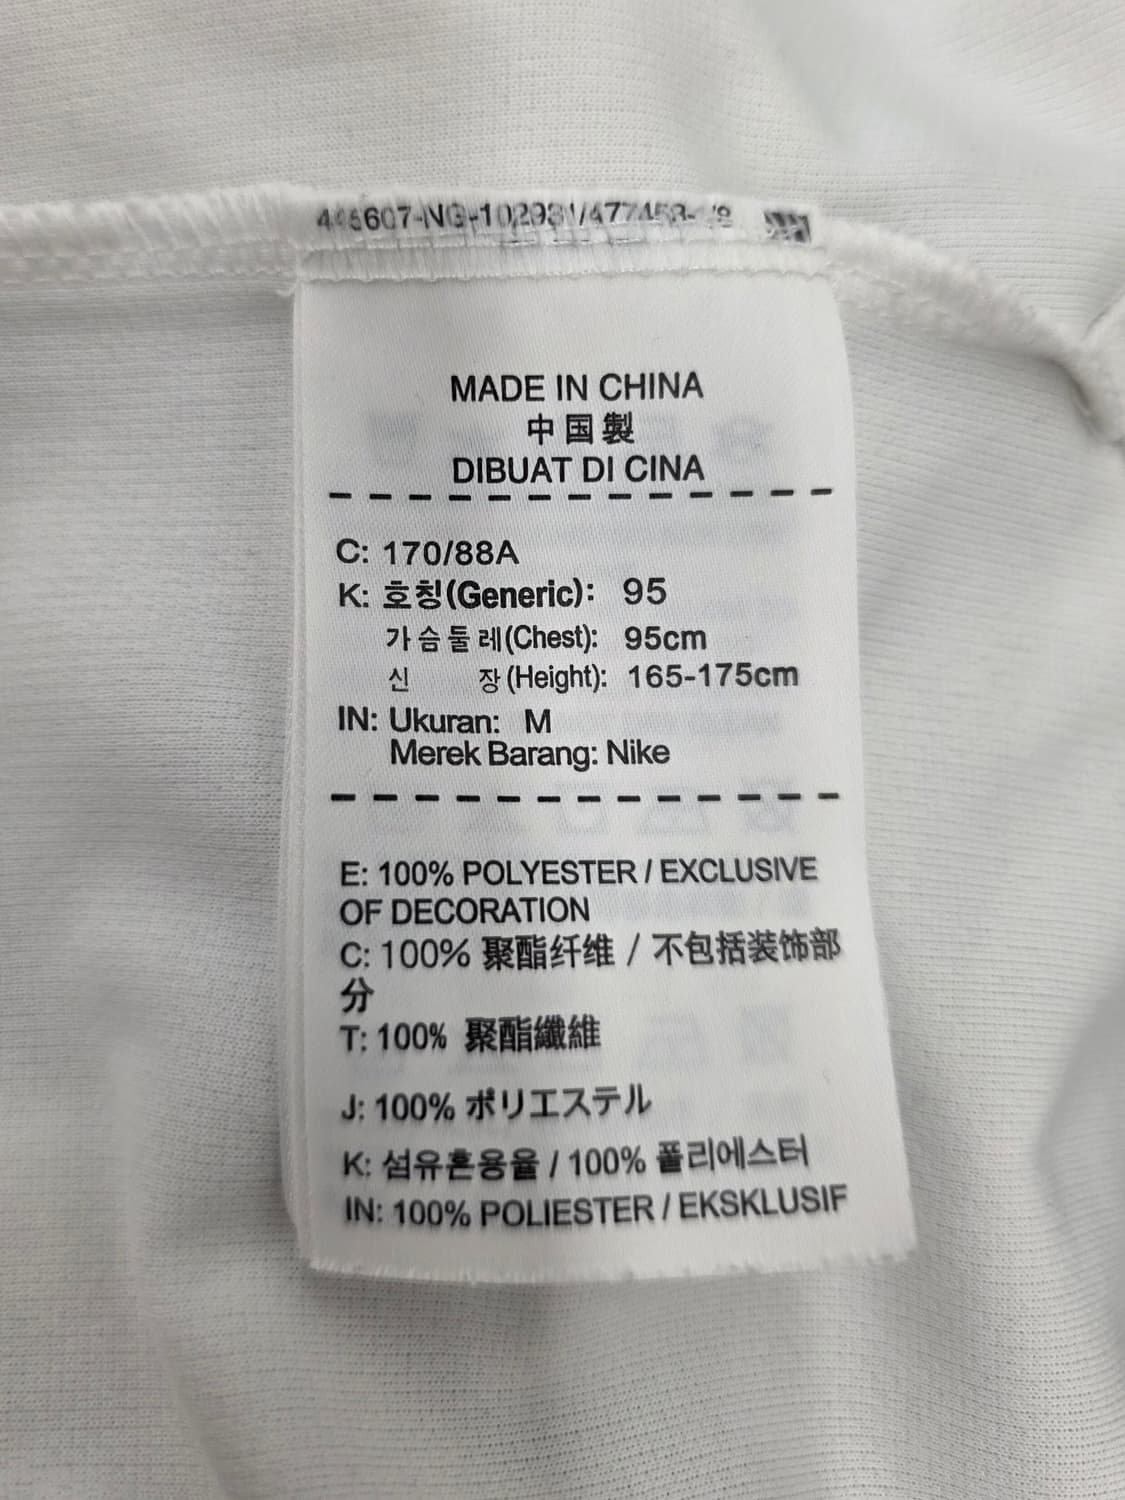 MADE IN CHINA
中国製
DIBUAT DI CINA
C: 170/88A
K: 호칭(Generic): 95
가슴둘레(Chest): 95cm
신 장(Height): 165-175cm
IN: Ukuran: M
Merek Barang: Nike
E: 100% POLYESTER / EXCLUSIVE
OF DECORATION
C: 100% 聚酯纤维 / 不包括装饰部
分
T: 100% 聚酯纖維
J: 100% ポリエステル
K: 섬유혼용율 / 100% 폴리에스터
IN: 100% POLIESTER / EKSKLUSIF